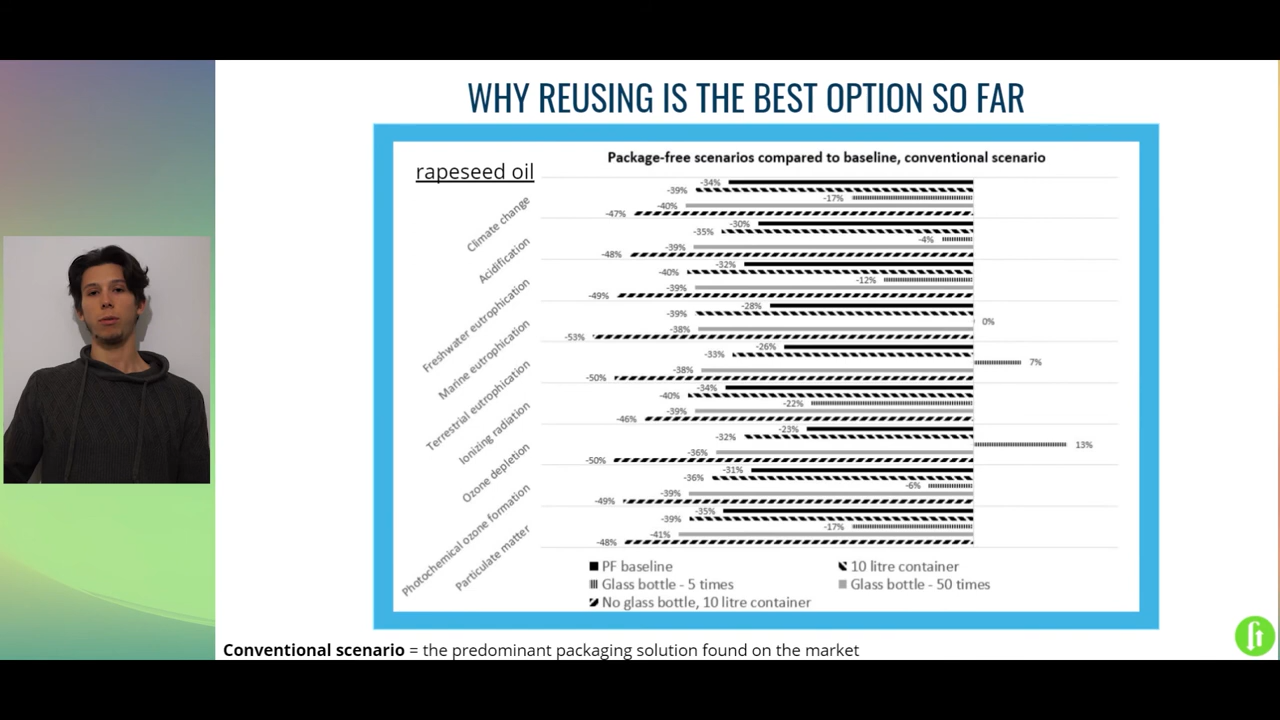 WHY REUSING IS THE BEST OPTION SO FAR
rapeseed oil
Package-free scenarios compared to baseline, conventional scenario
Climate change
-34%
-39%
-17%
-40%
-47%
Acidification
-30%
-35%
-4%
-39%
-48%
Freshwater eutrophication
-32%
-40%
-12%
-39%
-49%
Marine eutrophication
-28%
-39%
0%
-38%
-53%
Terrestrial eutrophication
-26%
-33%
7%
-38%
-50%
Ionizing radiation
-34%
-40%
-22%
-39%
-46%
Ozone depletion
-23%
-32%
13%
-36%
-50%
Photochemical ozone formation
-31%
-36%
-6%
-39%
-49%
Particulate matter
-35%
-39%
-17%
-41%
-48%
PF baseline
10 litre container
Glass bottle - 5 times
Glass bottle - 50 times
No glass bottle, 10 litre container
Conventional scenario = the predominant packaging solution found on the market